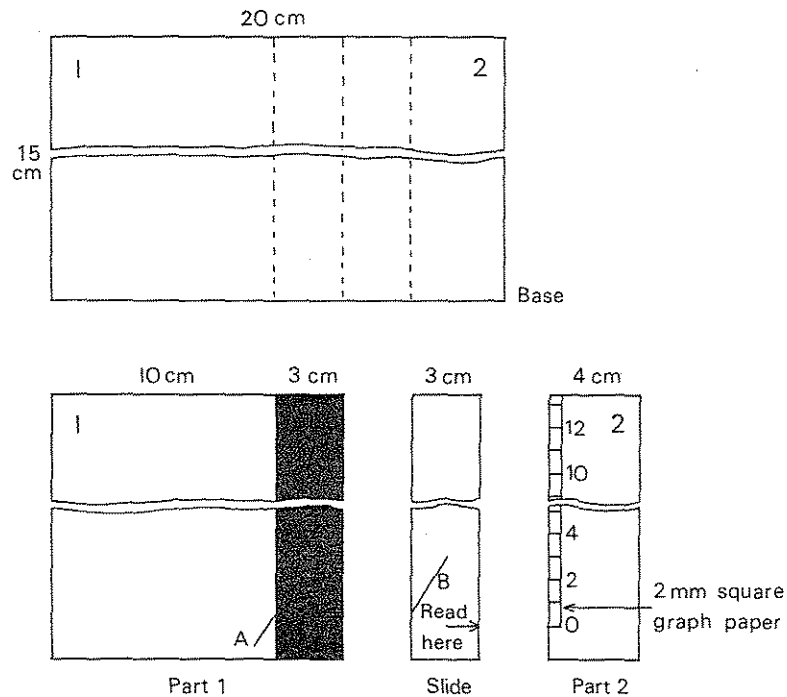 20 cm
1 2
15
cm
Base
10 cm 3 cm 3 cm 4 cm
1 12 2
10
4
B 2
Read 2 mm square
A here 0 graph paper
Part 1 Slide Part 2